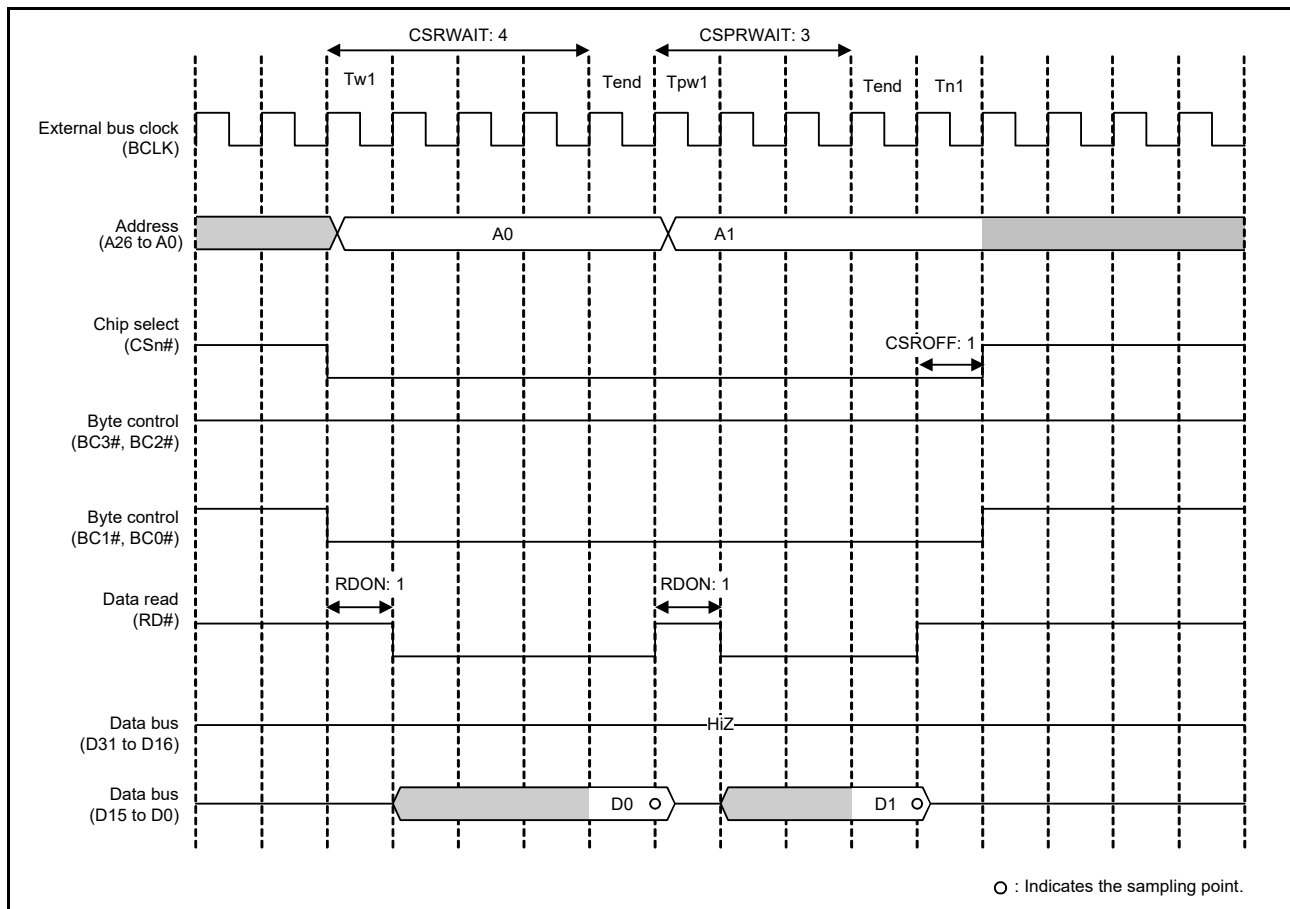 CSRWAIT: 4 CSPRWAIT: 3
Tw1 Tend Tpw1 Tend Tn1
External bus clock
(BCLK)
Address
(A26 to A0)
A0 A1
Chip select
(CSn#)
CSROFF: 1
Byte control
(BC3#, BC2#)
Byte control
(BC1#, BC0#)
RDON: 1 RDON: 1
Data read
(RD#)
Data bus
(D31 to D16)
HiZ
Data bus
(D15 to D0)
D0 D1
: Indicates the sampling point.